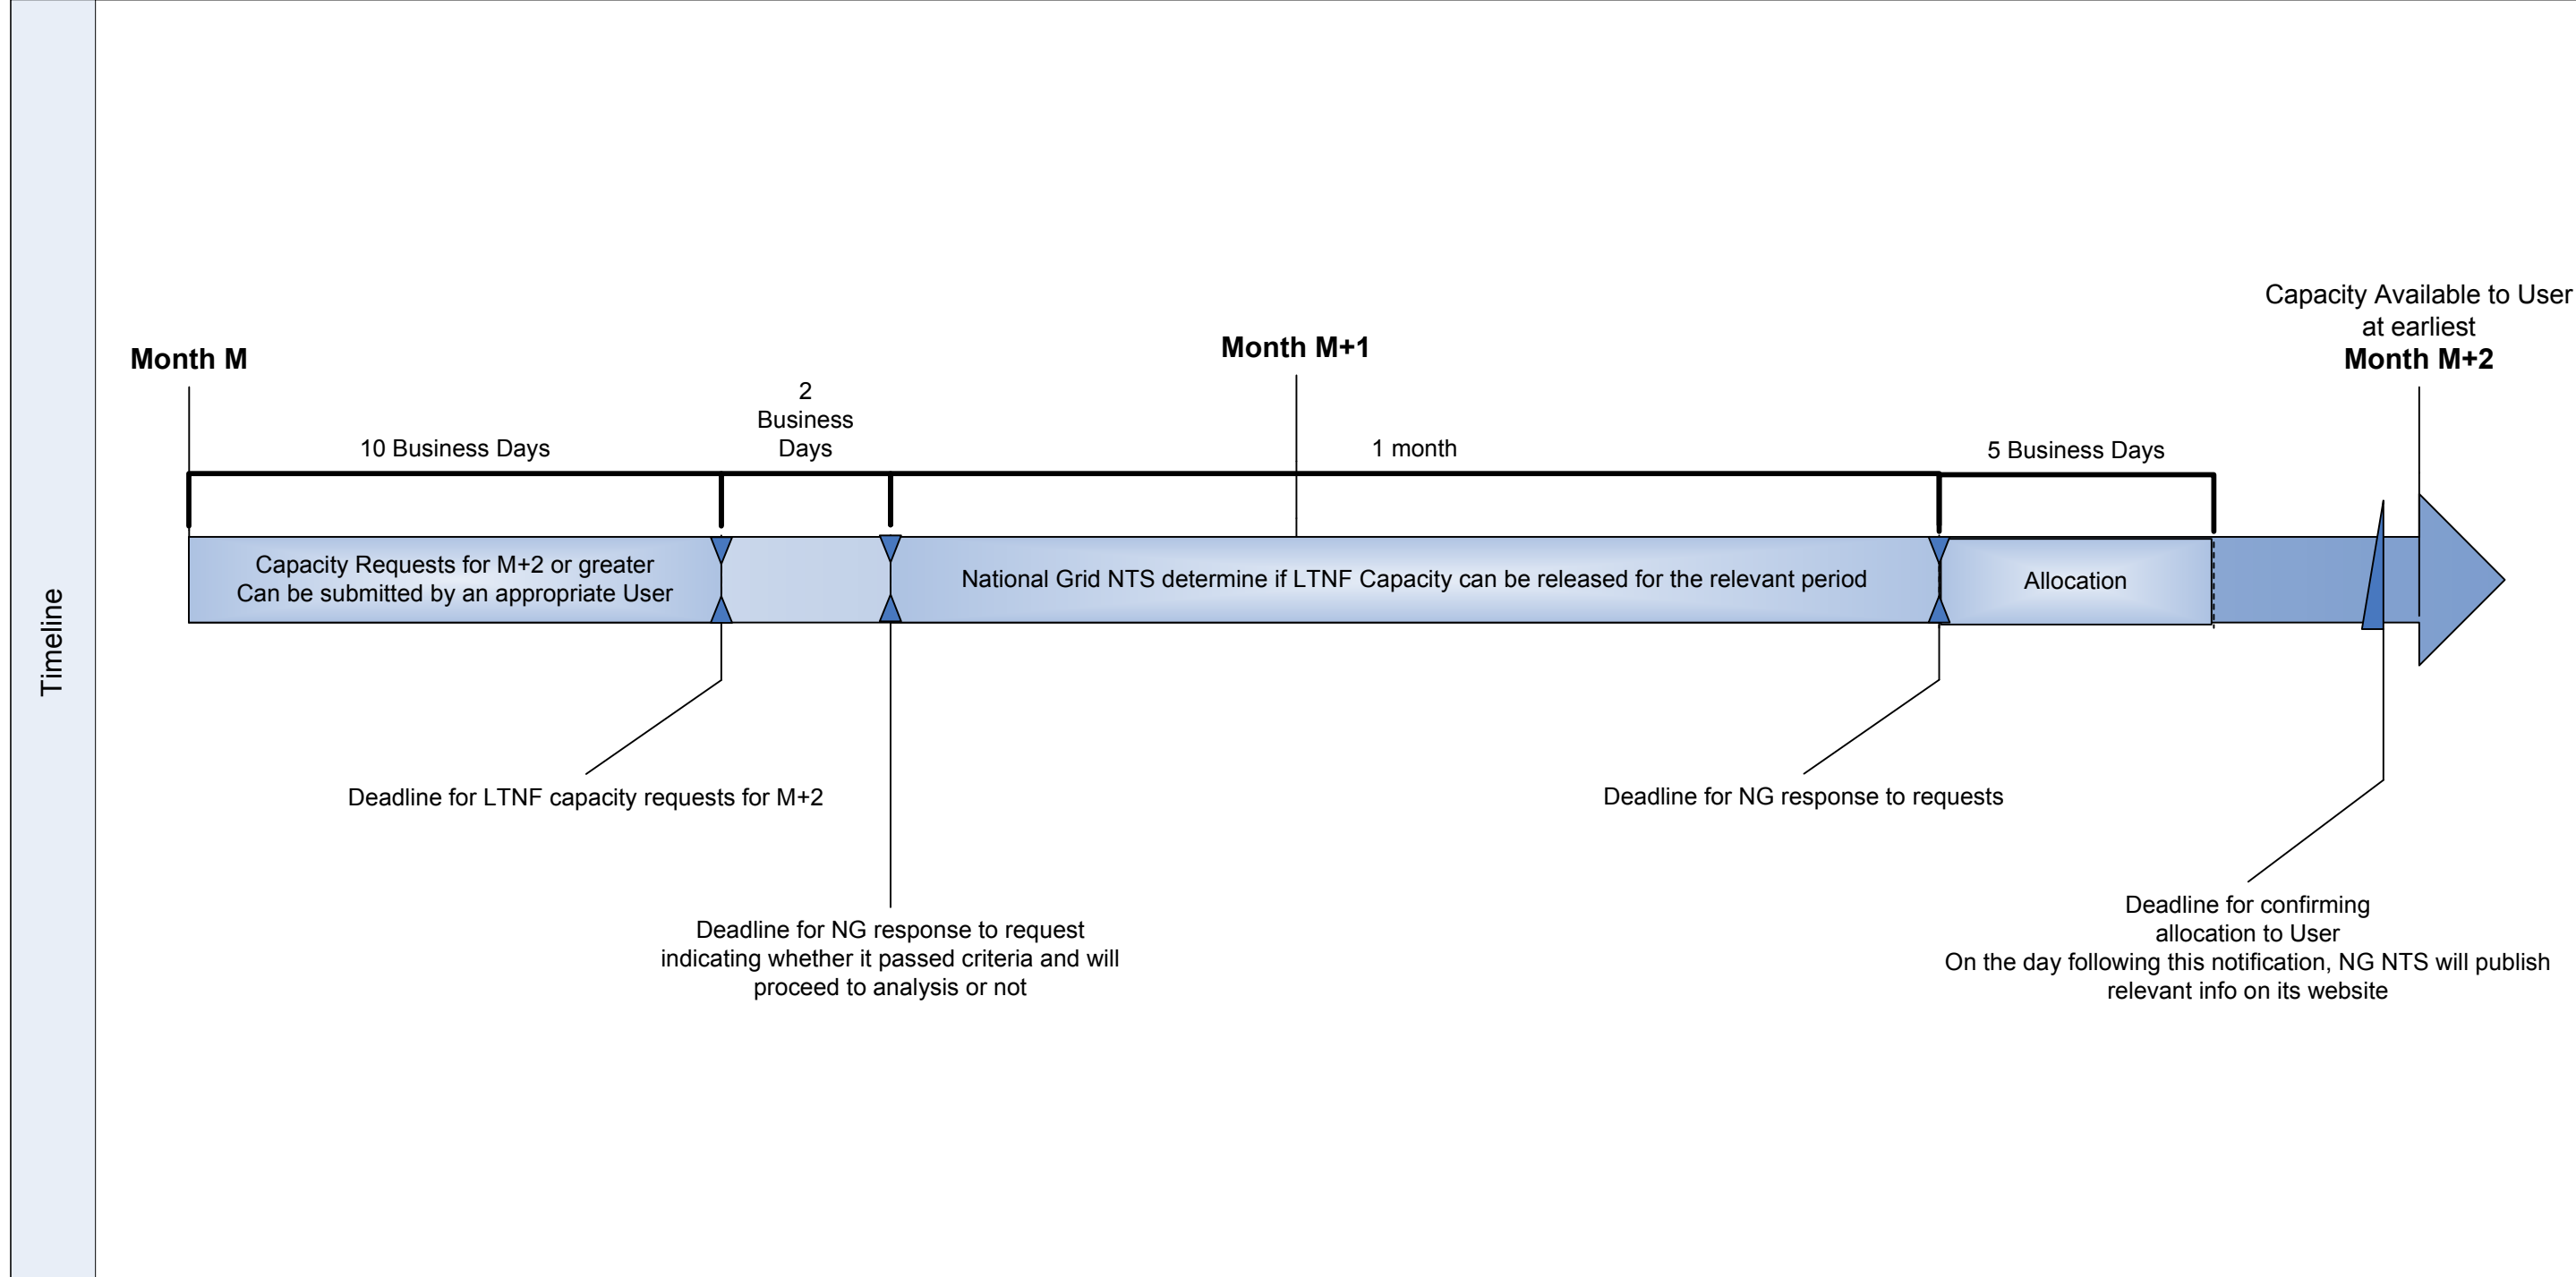 Timeline
Capacity Available to User
at earliest
Month M+2
Month M+1
Month M
2
Business
Days
10 Business Days
1 month
5 Business Days
Capacity Requests for M+2 or greater
Can be submitted by an appropriate User
National Grid NTS determine if LTNF Capacity can be released for the relevant period
Allocation
Deadline for LTNF capacity requests for M+2
Deadline for NG response to requests
Deadline for NG response to request
indicating whether it passed criteria and will
proceed to analysis or not
Deadline for confirming
allocation to User
On the day following this notification, NG NTS will publish
relevant info on its website